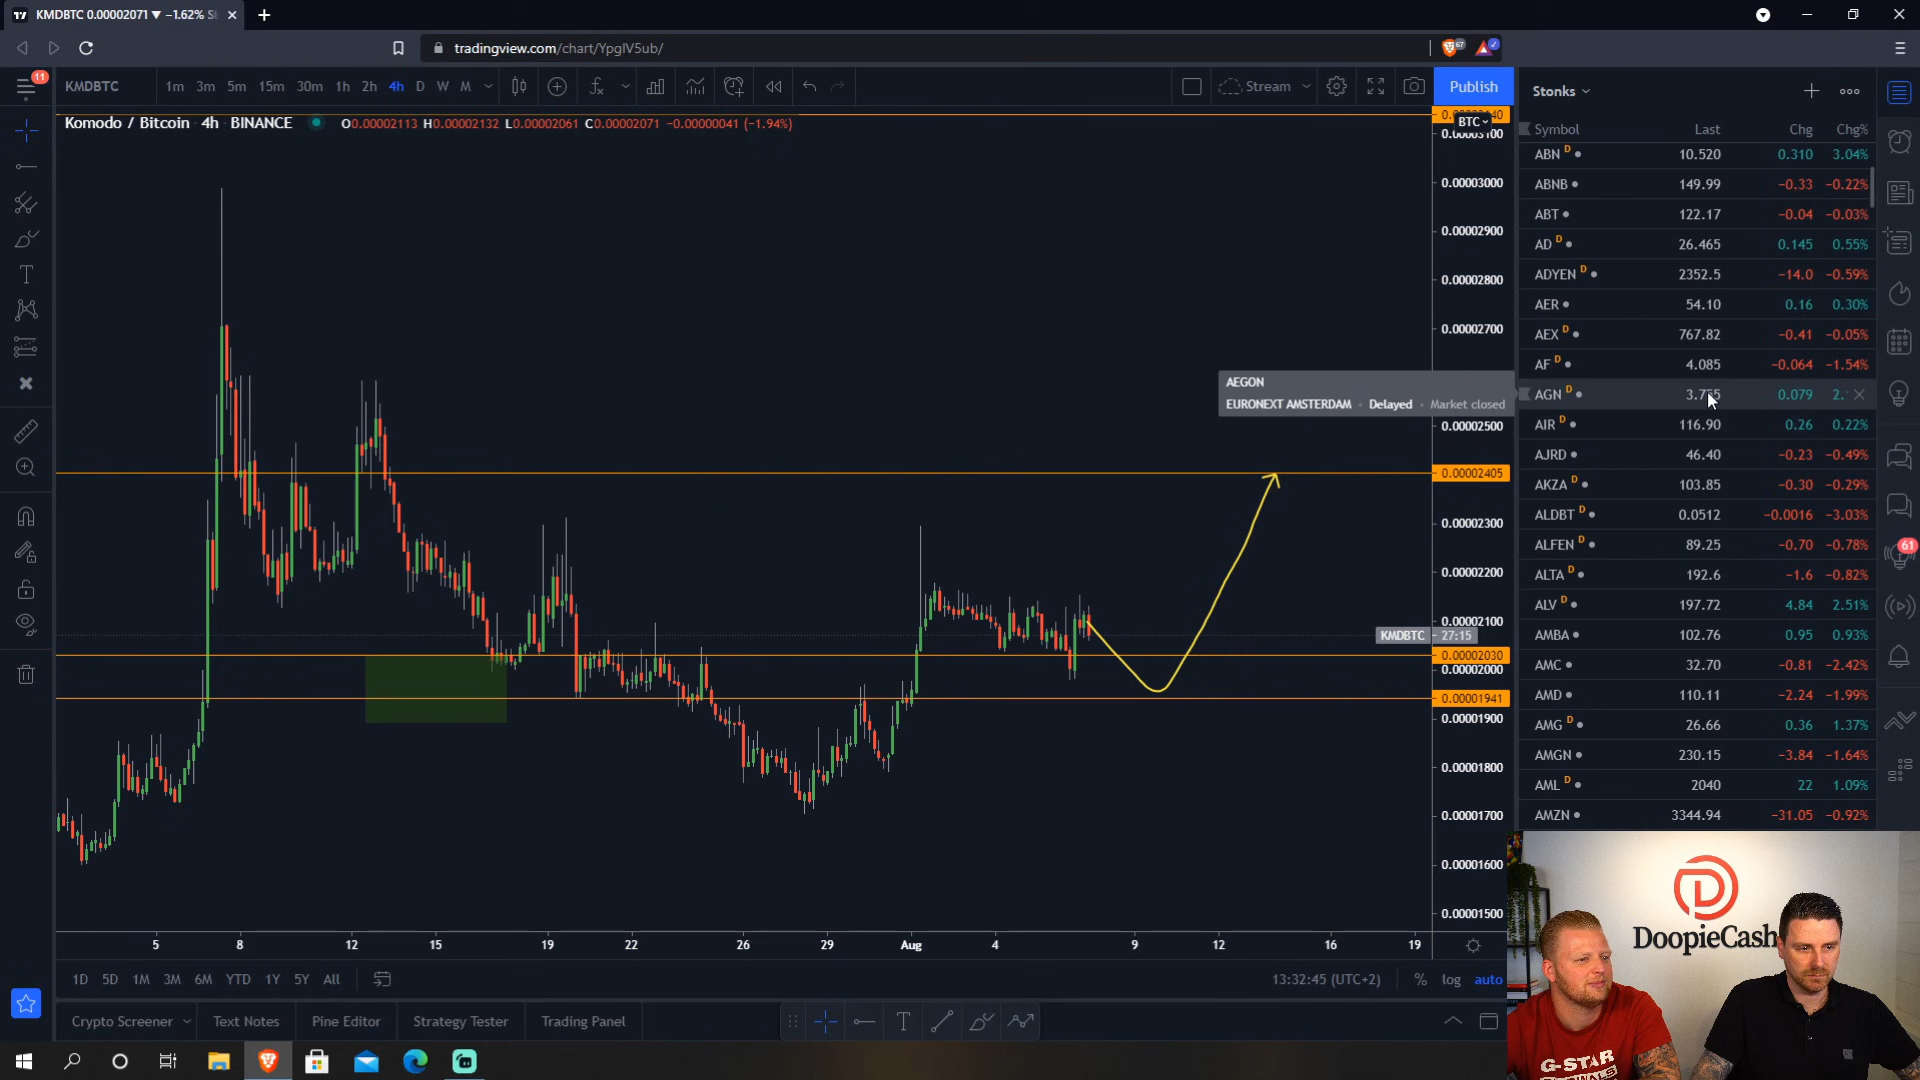 KMDBTC 0.00002071 ▼ −1.62% St
tradingview.com/chart/YpglV5ub/
67
11
KMDBTC 1m 3m 5m 15m 30m 1h 2h 4h D W M Stream Publish
Komodo / Bitcoin · 4h · BINANCE O0.00002113 H0.00002132 L0.00002061 C0.00002071 −0.00000041 (−1.94%)
BTC
0.00003100
0.00003000
0.00002900
0.00002800
0.00002700
AEGON
EURONEXT AMSTERDAM · Delayed · Market closed
0.00002500
0.00002405
0.00002300
0.00002200
0.00002100
KMDBTC 27:15
0.00002030
0.00002000
0.00001941
0.00001900
0.00001800
0.00001700
0.00001600
0.00001500
5 8 12 15 19 22 26 29 Aug 4 9 12 16 19
1D 5D 1M 3M 6M YTD 1Y 5Y All 13:32:45 (UTC+2) % log auto
Crypto Screener Text Notes Pine Editor Strategy Tester Trading Panel
Stonks
Symbol Last Chg Chg%
ABN D 10.520 0.310 3.04%
ABNB 149.99 −0.33 −0.22%
ABT 122.17 −0.04 −0.03%
AD D 26.465 0.145 0.55%
ADYEN D 2352.5 −14.0 −0.59%
AER 54.10 0.16 0.30%
AEX D 767.82 −0.41 −0.05%
AF D 4.085 −0.064 −1.54%
AGN D 0.079 2.
AIR D 116.90 0.26 0.22%
AJRD 46.40 −0.23 −0.49%
AKZA D 103.85 −0.30 −0.29%
ALDBT D 0.0512 −0.0016 −3.03%
ALFEN D 89.25 −0.70 −0.78%
ALTA D 192.6 −1.6 −0.82%
ALV D 197.72 4.84 2.51%
AMBA 102.76 0.95 0.93%
AMC 32.70 −0.81 −2.42%
AMD 110.11 −2.24 −1.99%
AMG D 26.66 0.36 1.37%
AMGN 230.15 −3.84 −1.64%
AML D 2040 22 1.09%
AMZN 3344.94 −31.05 −0.92%
61
DoopieCash
G-STAR